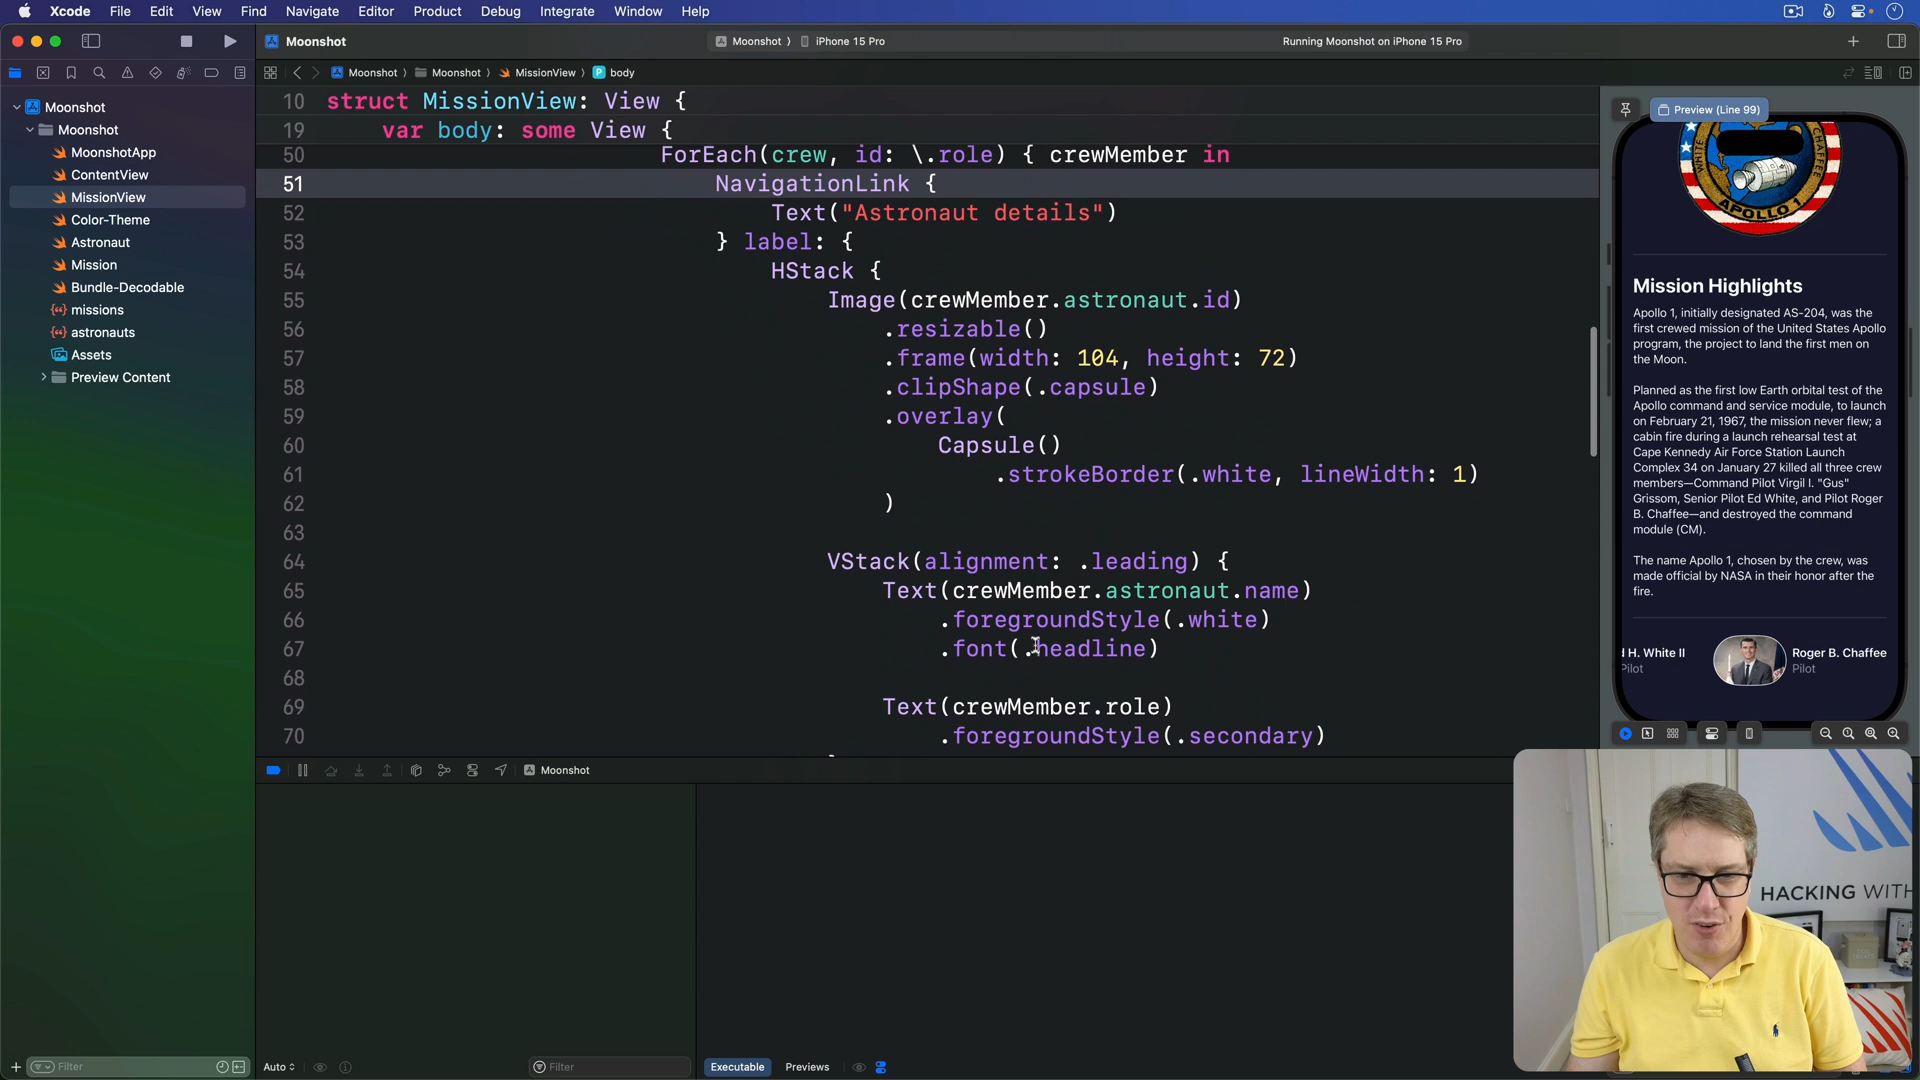 Xcode File Edit View Find Navigate Editor Product Debug Integrate Window Help
Moonshot
Moonshot
iPhone 15 Pro
Running Moonshot on iPhone 15 Pro
Moonshot
Moonshot
MissionView
body
Moonshot
Moonshot
MoonshotApp
ContentView
MissionView
Color-Theme
Astronaut
Mission
Bundle-Decodable
missions
astronauts
Assets
Preview Content
10 struct MissionView: View {
19 var body: some View {
50 ForEach(crew, id: \.role) { crewMember in
51 NavigationLink {
52 Text("Astronaut details")
53 } label: {
54 HStack {
55 Image(crewMember.astronaut.id)
56 .resizable()
57 .frame(width: 104, height: 72)
58 .clipShape(.capsule)
59 .overlay(
60 Capsule()
61 .strokeBorder(.white, lineWidth: 1)
62 )
63
64 VStack(alignment: .leading) {
65 Text(crewMember.astronaut.name)
66 .foregroundStyle(.white)
67 .font(.headline)
68
69 Text(crewMember.role)
70 .foregroundStyle(.secondary)
Preview (Line 99)
WHITE
CHAFFEE
APOLLO 1
Mission Highlights
Apollo 1, initially designated AS-204, was the
first crewed mission of the United States Apollo
program, the project to land the first men on
the Moon.
Planned as the first low Earth orbital test of the
Apollo command and service module, to launch
on February 21, 1967, the mission never flew; a
cabin fire during a launch rehearsal test at
Cape Kennedy Air Force Station Launch
Complex 34 on January 27 killed all three crew
members—Command Pilot Virgil I. "Gus"
Grissom, Senior Pilot Ed White, and Pilot Roger
B. Chaffee—and destroyed the command
module (CM).
The name Apollo 1, chosen by the crew, was
made official by NASA in their honor after the
fire.
H. White II
Pilot
Roger B. Chaffee
Pilot
Moonshot
HACKING WITH
Filter
Auto
Filter
Executable
Previews